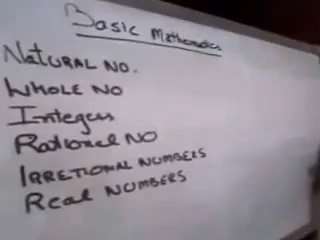 Basic Mathematics
NATURAL NO.
WHOLE NO
Integers
Rational NO
IRRETIONAL NUMBERS
Real NUMBERS